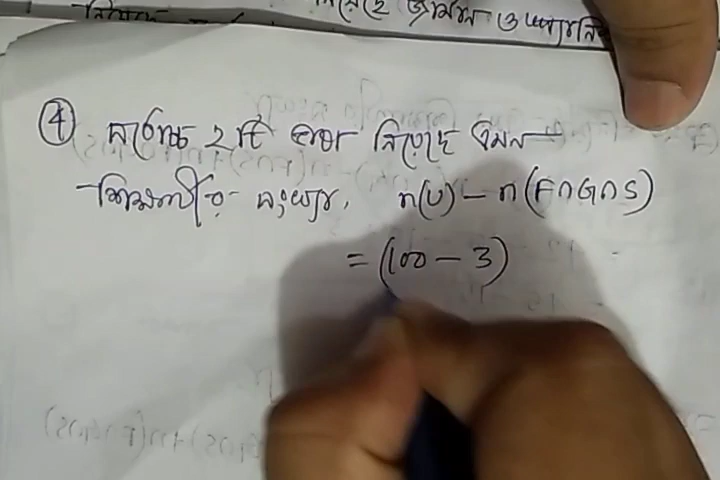 নিয়েছে জার্মান ও স্প্যানিশ
④ সর্বোচ্চ ২টি ভাষা নিয়েছে এমন
শিক্ষার্থীর সংখ্যা, n(U) - n(F∩G∩S)
= (100 - 3)